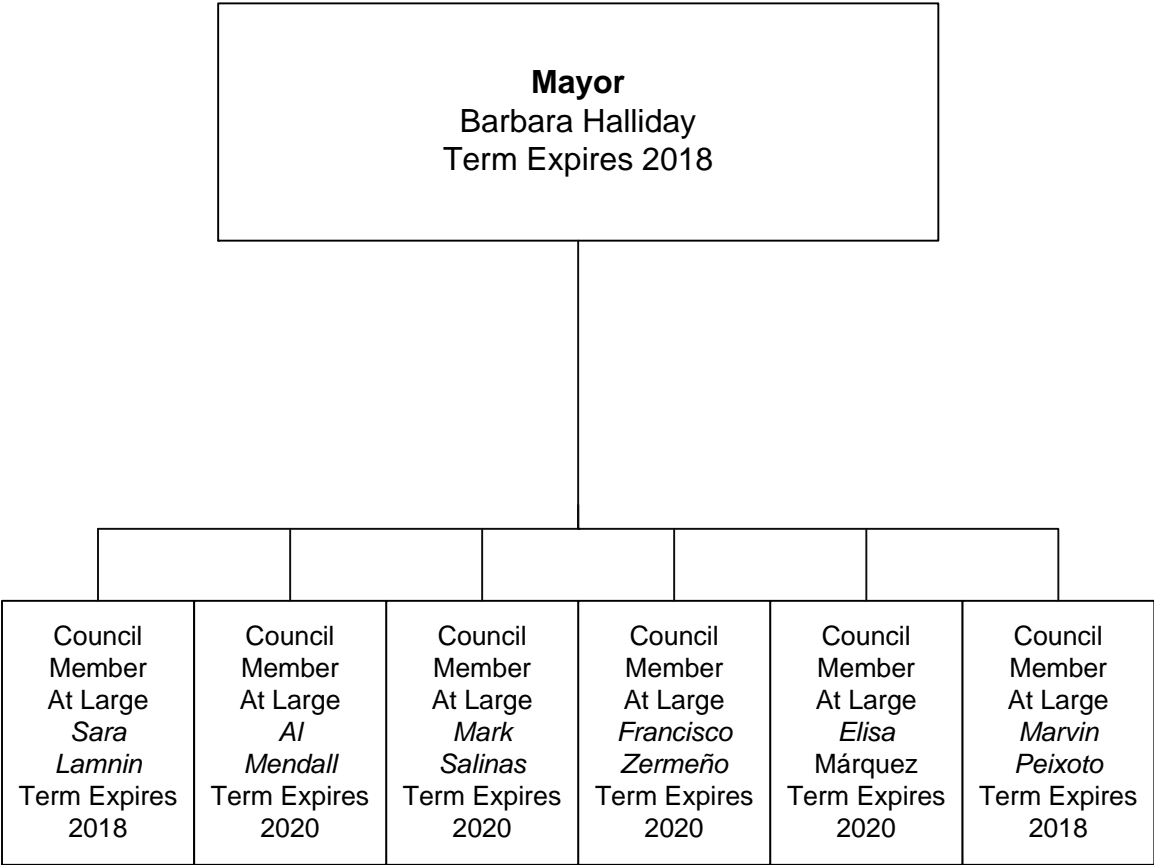 Mayor
Barbara Halliday
Term Expires 2018
Council
Member
At Large
Sara
Lamnin
Term Expires
2018
Council
Member
At Large
Al
Mendall
Term Expires
2020
Council
Member
At Large
Mark
Salinas
Term Expires
2020
Council
Member
At Large
Francisco
Zermeño
Term Expires
2020
Council
Member
At Large
Elisa
Márquez
Term Expires
2020
Council
Member
At Large
Marvin
Peixoto
Term Expires
2018